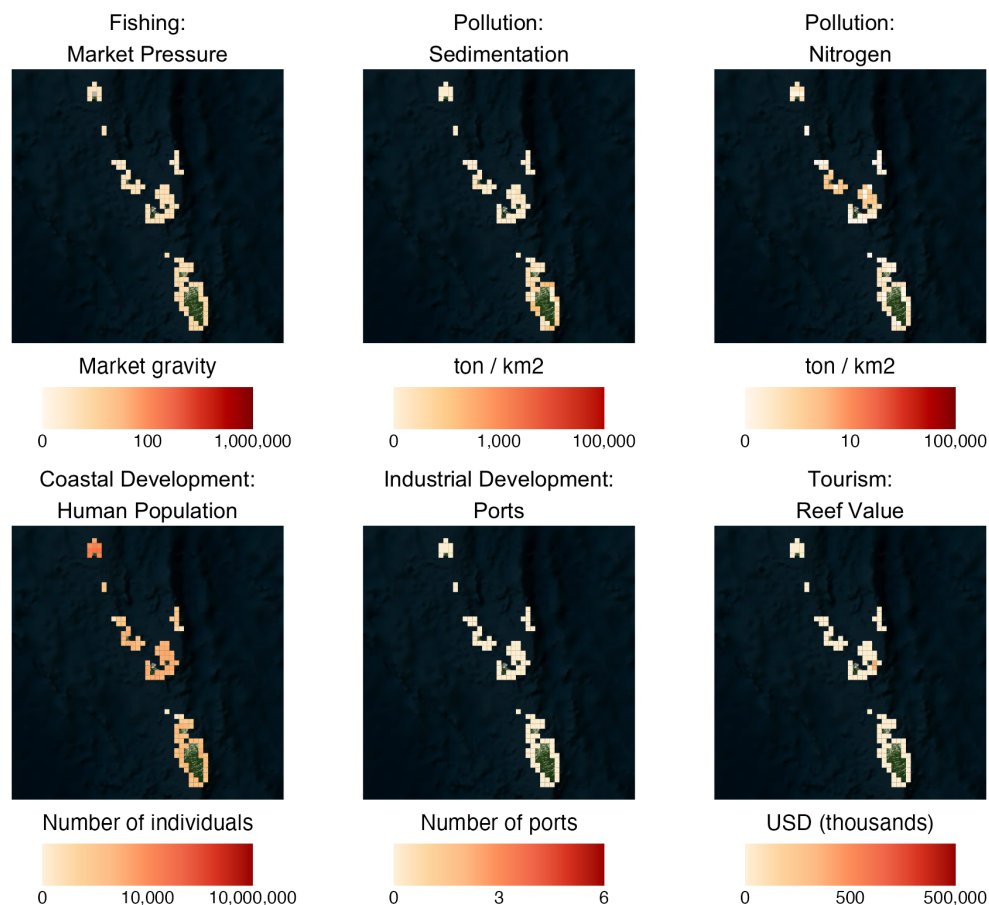 Fishing:
Market Pressure
Pollution:
Sedimentation
Pollution:
Nitrogen
Market gravity
0 100 1,000,000
ton / km2
0 1,000 100,000
ton / km2
0 10 100,000
Coastal Development:
Human Population
Industrial Development:
Ports
Tourism:
Reef Value
Number of individuals
0 10,000 10,000,000
Number of ports
0 3 6
USD (thousands)
0 500 500,000